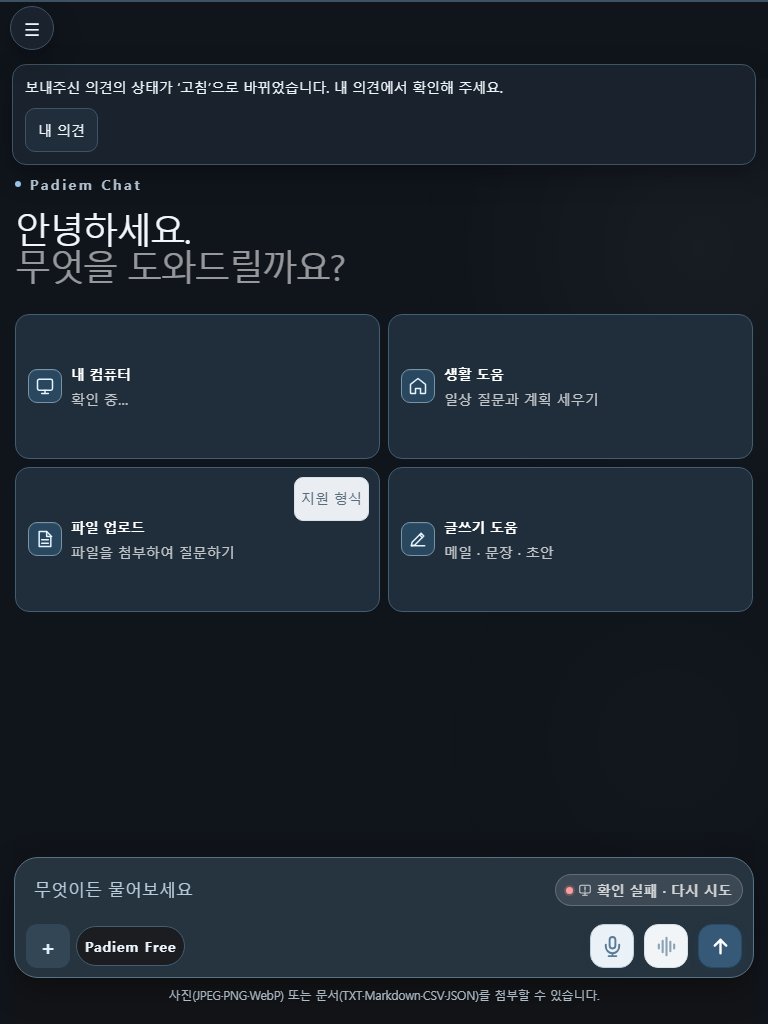 보내주신 의견의 상태가 ‘고침’으로 바뀌었습니다. 내 의견에서 확인해 주세요.
내 의견
Padiem Chat
안녕하세요.
무엇을 도와드릴까요?
내 컴퓨터
확인 중...
생활 도움
일상 질문과 계획 세우기
지원 형식
파일 업로드
파일을 첨부하여 질문하기
글쓰기 도움
메일 · 문장 · 초안
무엇이든 물어보세요
확인 실패 · 다시 시도
+
Padiem Free
사진(JPEG·PNG·WebP) 또는 문서(TXT·Markdown·CSV·JSON)를 첨부할 수 있습니다.